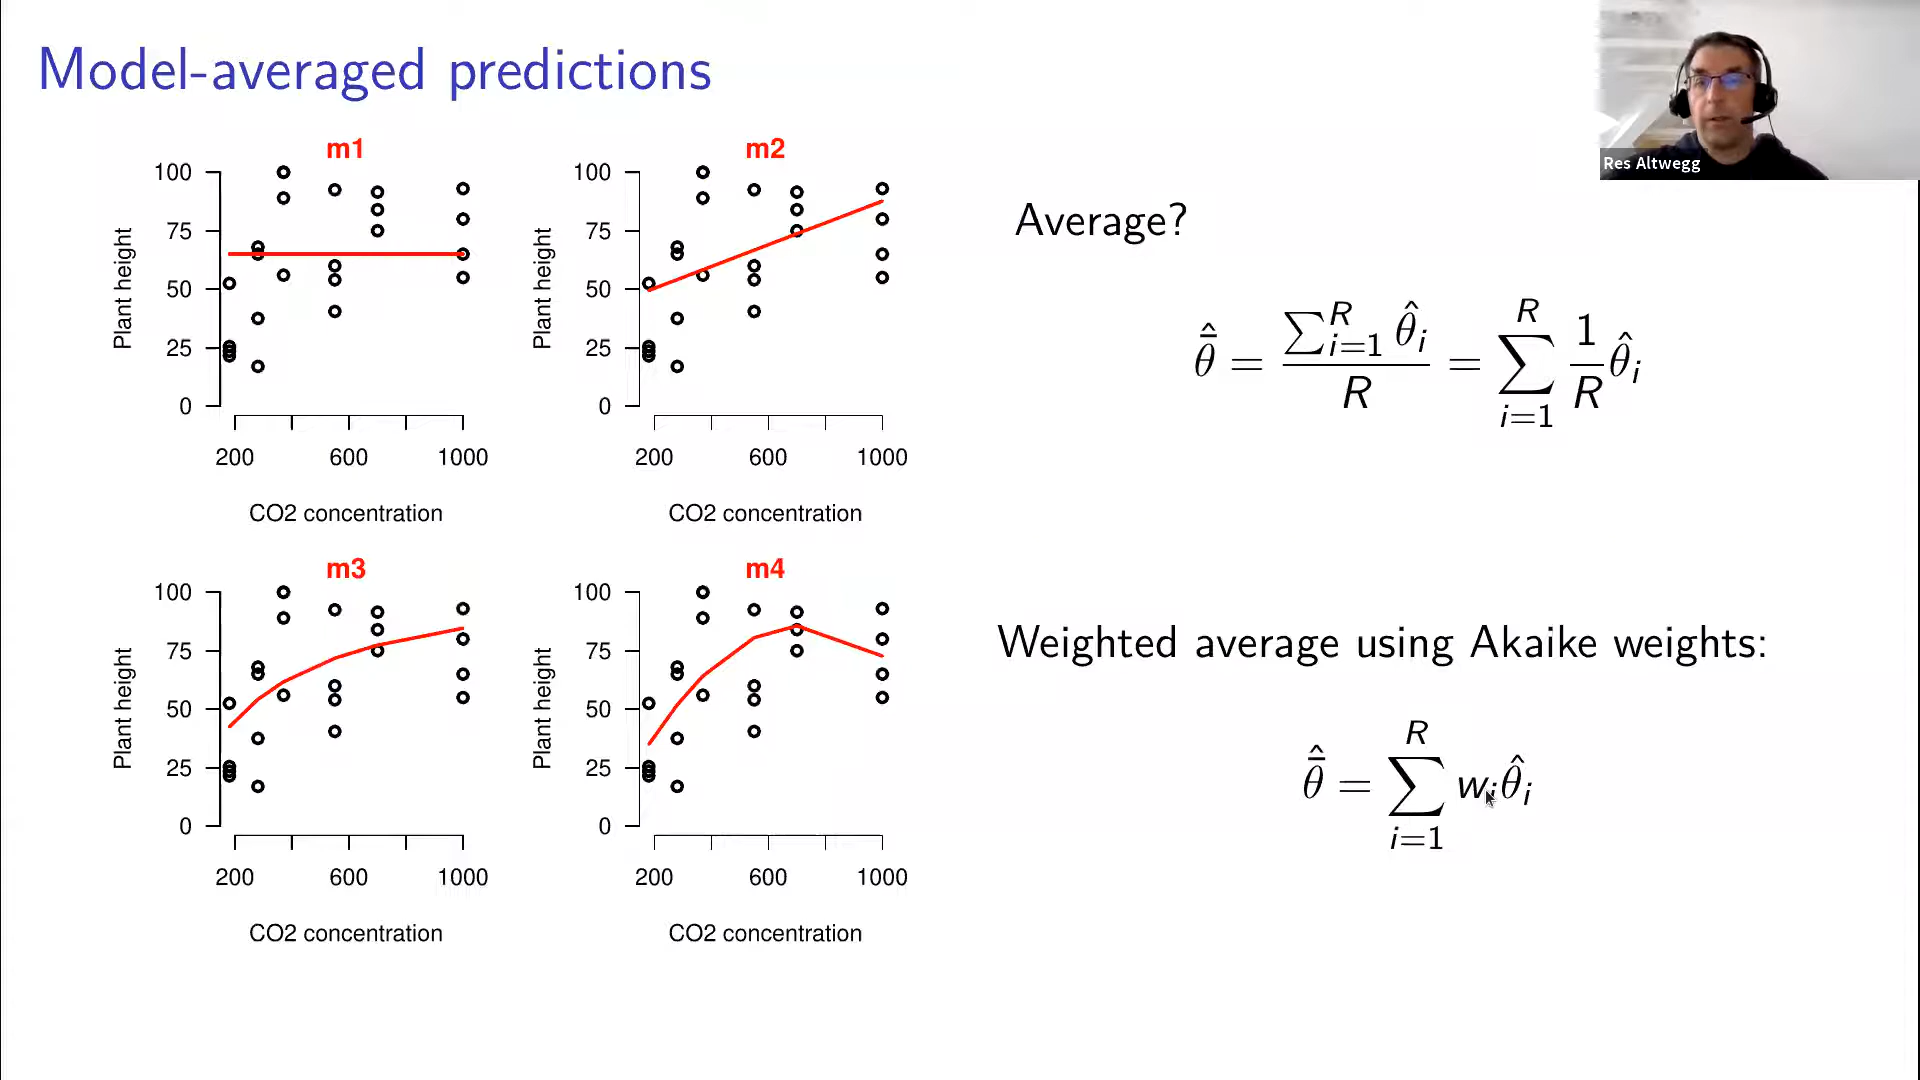 Model-averaged predictions
Res Altwegg
m1
100
75
50
25
0
Plant height
200 600 1000
CO2 concentration
m2
100
75
50
25
0
Plant height
200 600 1000
CO2 concentration
Average?
$\hat{\bar{\theta}} = \frac{\sum_{i=1}^{R} \hat{\theta}_i}{R} = \sum_{i=1}^{R} \frac{1}{R} \hat{\theta}_i$
m3
100
75
50
25
0
Plant height
200 600 1000
CO2 concentration
m4
100
75
50
25
0
Plant height
200 600 1000
CO2 concentration
Weighted average using Akaike weights:
$\hat{\bar{\theta}} = \sum_{i=1}^{R} w_i \hat{\theta}_i$